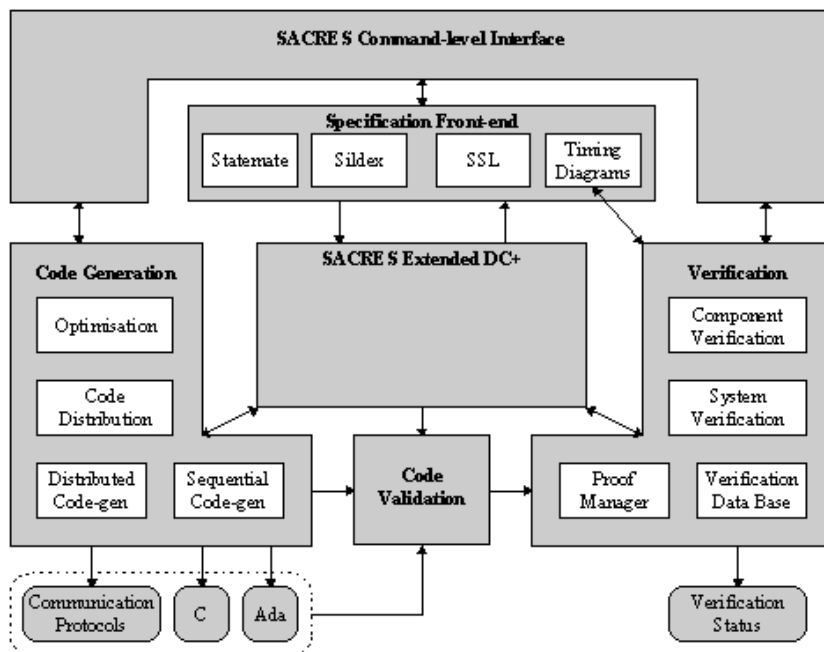 SACRES Command-level Interface
Specification Front-end
Statemate
Sildex
SSL
Timing
Diagrams
Code Generation
SACRES Extended DC+
Verification
Optimisation
Component
Verification
Code
Distribution
System
Verification
Distributed
Code-gen
Sequential
Code-gen
Code
Validation
Proof
Manager
Verification
Data Base
Communication
Protocols
C
Ada
Verification
Status